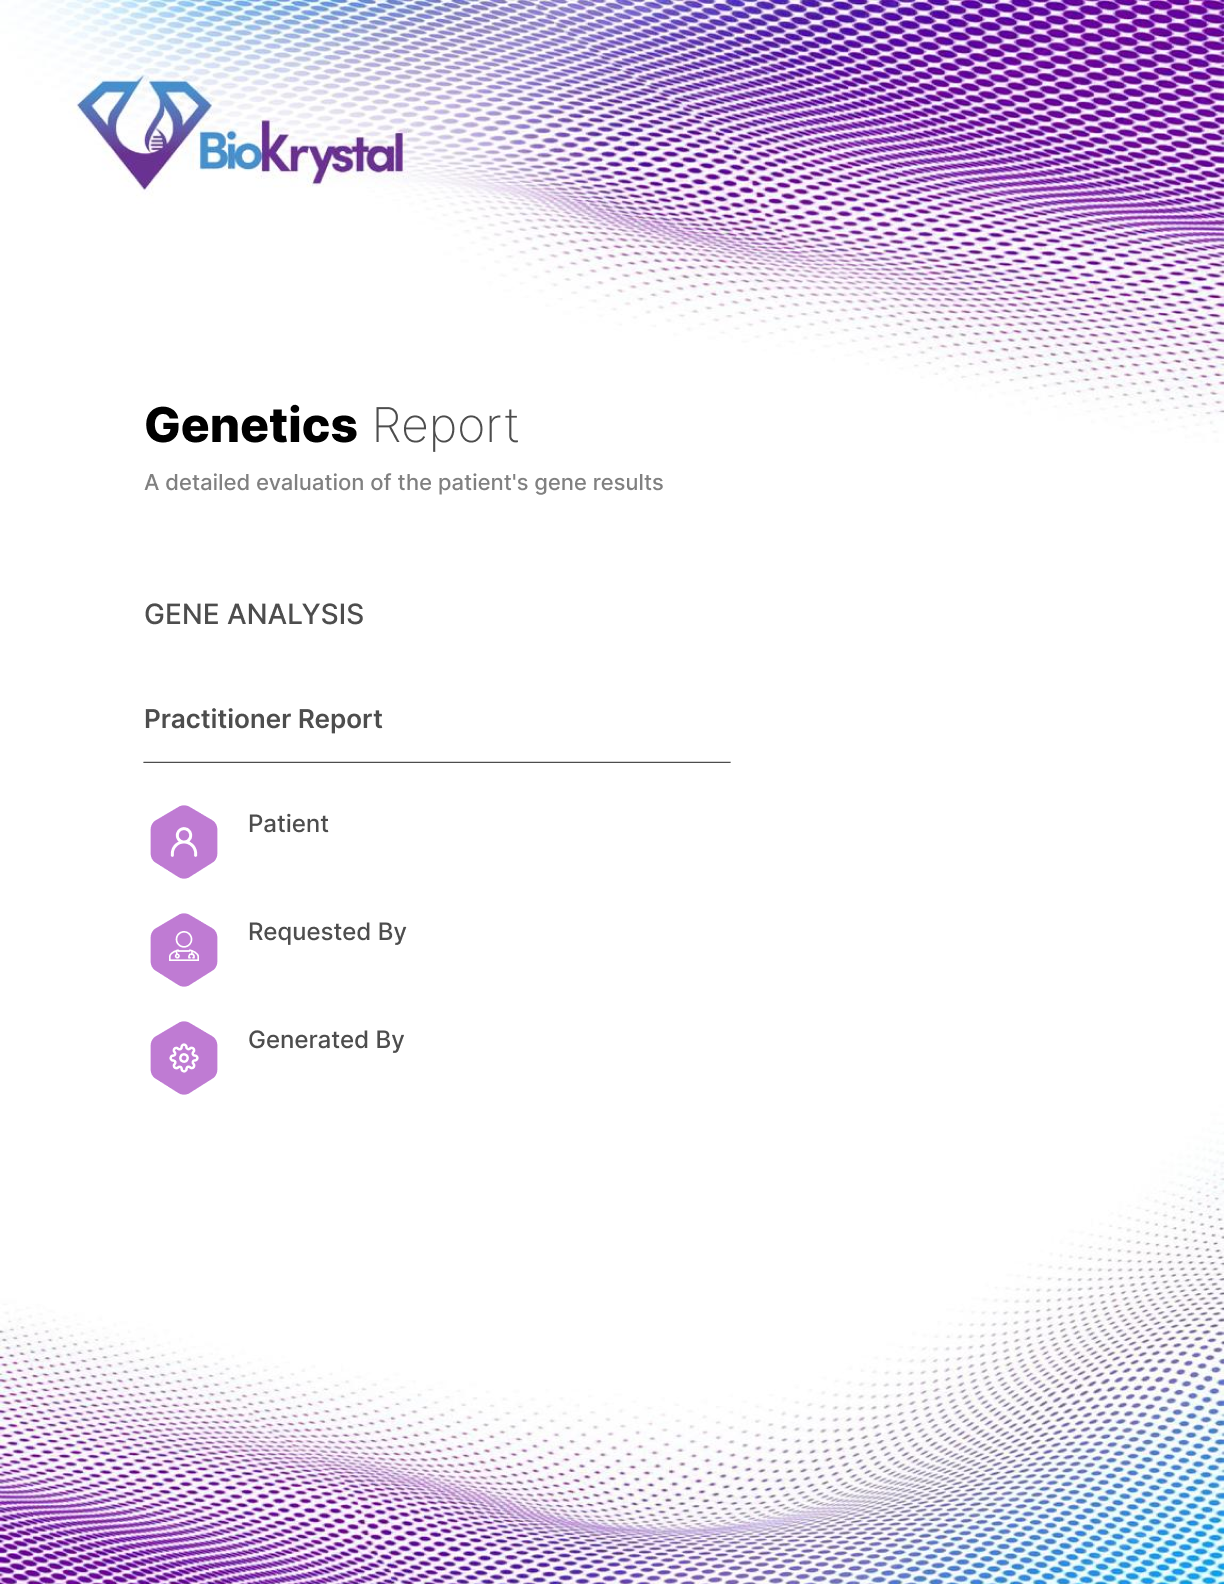 BioKrystal
Genetics Report
A detailed evaluation of the patient's gene results
GENE ANALYSIS
Practitioner Report
Patient
Requested By
Generated By